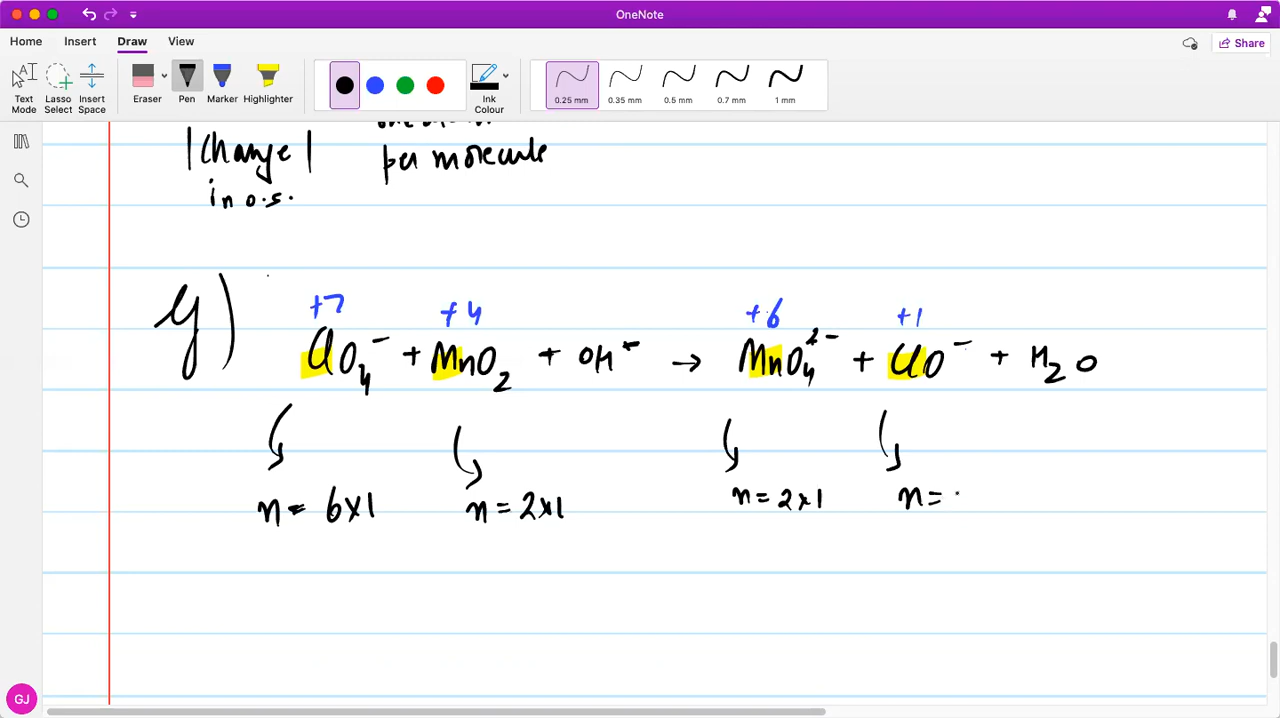 OneNote
Home Insert Draw View
Share
Text Mode
Lasso Select
Insert Space
Eraser
Pen
Marker
Highlighter
Ink Colour
0.25 mm
0.35 mm
0.5 mm
0.7 mm
1 mm
|Change| per molecule
in o.s.
+7 +4 +6 +1
ClO₄⁻ + MnO₂ + OH⁻ → MnO₄²⁻ + ClO⁻ + H₂O
n = 6×1 n = 2×1 n = 2×1 n =
GJ